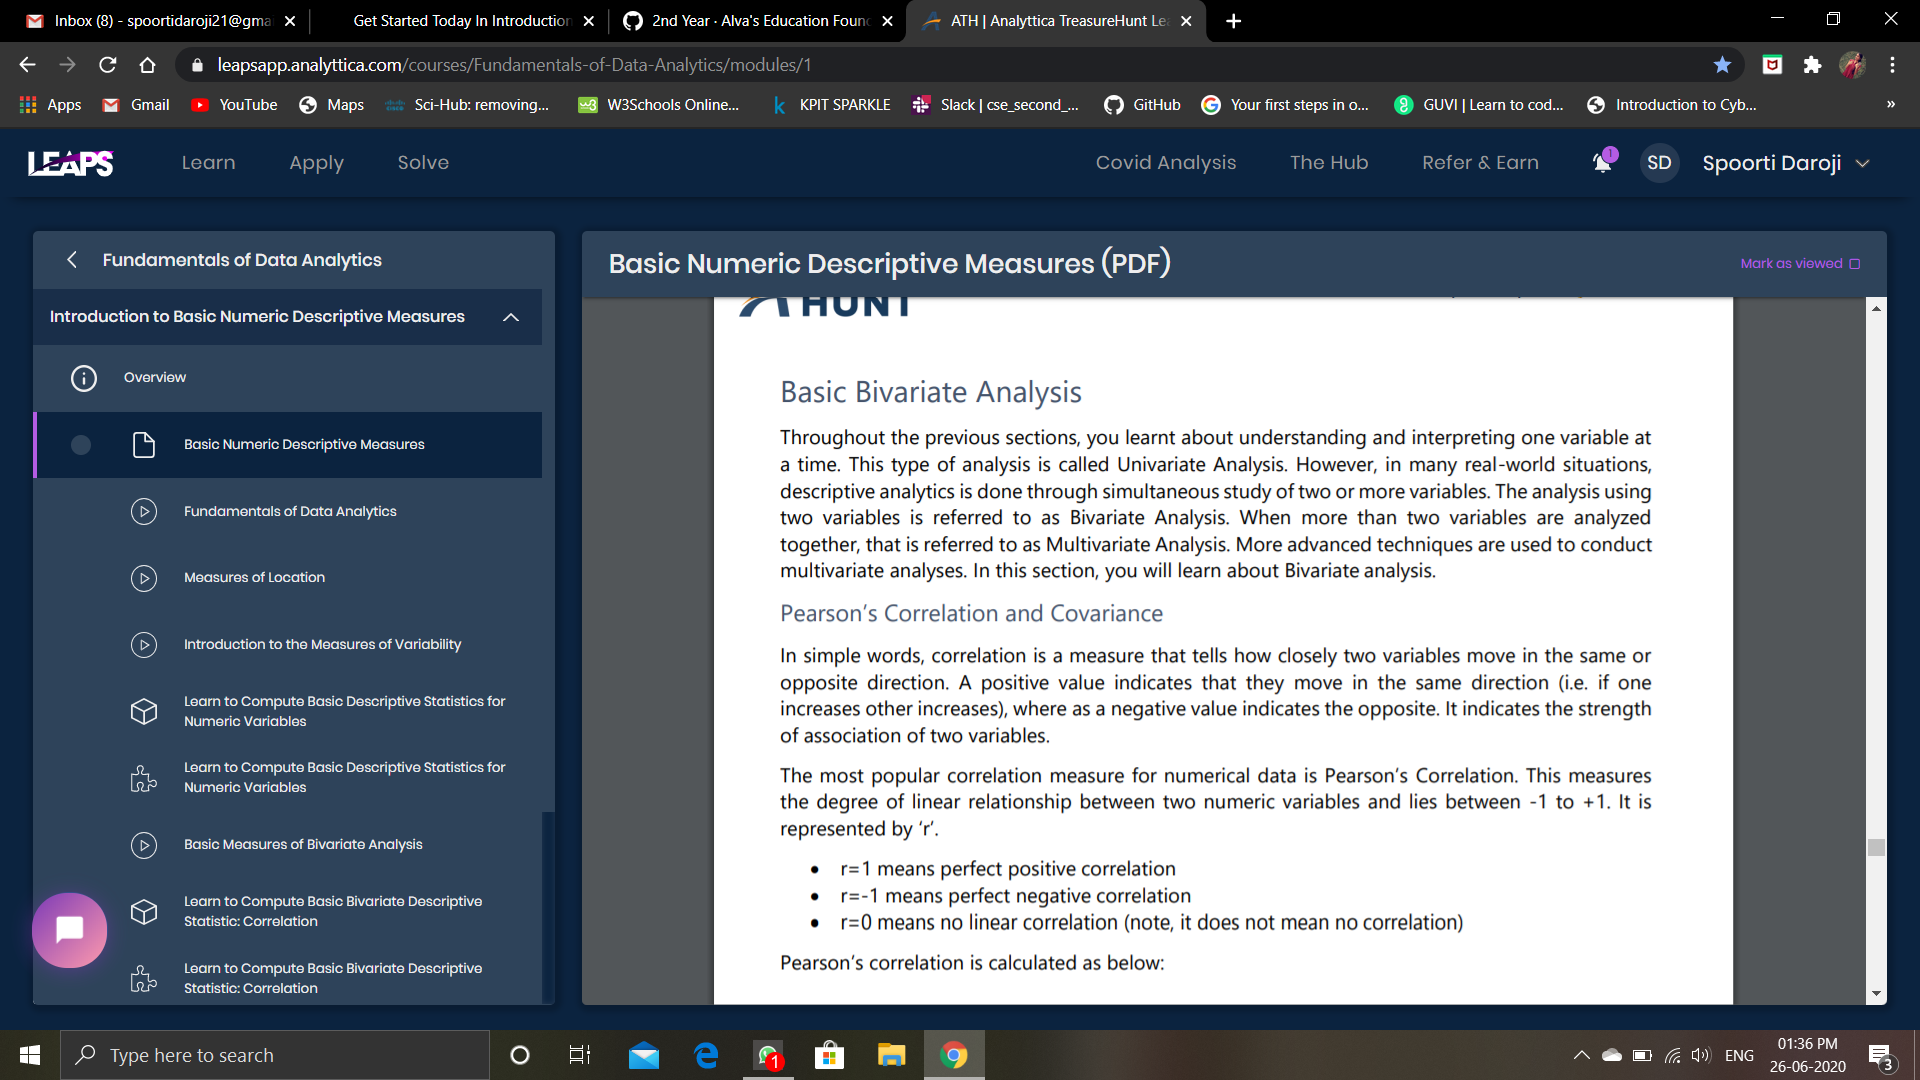 Inbox (8) - spoortidaroji21@gma
Get Started Today In Introduction
2nd Year · Alva's Education Foun
ATH | Analyttica TreasureHunt Le
leapsapp.analyttica.com/courses/Fundamentals-of-Data-Analytics/modules/1
Apps
Gmail
YouTube
Maps
Sci-Hub: removing...
W3Schools Online...
KPIT SPARKLE
Slack | cse_second_...
GitHub
Your first steps in o...
GUVI | Learn to cod...
Introduction to Cyb...
»
LEAPS
Learn
Apply
Solve
Covid Analysis
The Hub
Refer & Earn
1
SD
Spoorti Daroji
Fundamentals of Data Analytics
Introduction to Basic Numeric Descriptive Measures
Overview
Basic Numeric Descriptive Measures
Fundamentals of Data Analytics
Measures of Location
Introduction to the Measures of Variability
Learn to Compute Basic Descriptive Statistics for
Numeric Variables
Learn to Compute Basic Descriptive Statistics for
Numeric Variables
Basic Measures of Bivariate Analysis
Learn to Compute Basic Bivariate Descriptive
Statistic: Correlation
Learn to Compute Basic Bivariate Descriptive
Statistic: Correlation
Basic Numeric Descriptive Measures (PDF)
Mark as viewed
HUNT
Basic Bivariate Analysis
Throughout the previous sections, you learnt about understanding and interpreting one variable at
a time. This type of analysis is called Univariate Analysis. However, in many real-world situations,
descriptive analytics is done through simultaneous study of two or more variables. The analysis using
two variables is referred to as Bivariate Analysis. When more than two variables are analyzed
together, that is referred to as Multivariate Analysis. More advanced techniques are used to conduct
multivariate analyses. In this section, you will learn about Bivariate analysis.
Pearson's Correlation and Covariance
In simple words, correlation is a measure that tells how closely two variables move in the same or
opposite direction. A positive value indicates that they move in the same direction (i.e. if one
increases other increases), where as a negative value indicates the opposite. It indicates the strength
of association of two variables.
The most popular correlation measure for numerical data is Pearson's Correlation. This measures
the degree of linear relationship between two numeric variables and lies between -1 to +1. It is
represented by 'r'.
• r=1 means perfect positive correlation
• r=-1 means perfect negative correlation
• r=0 means no linear correlation (note, it does not mean no correlation)
Pearson's correlation is calculated as below:
Type here to search
1
ENG
01:36 PM
26-06-2020
3